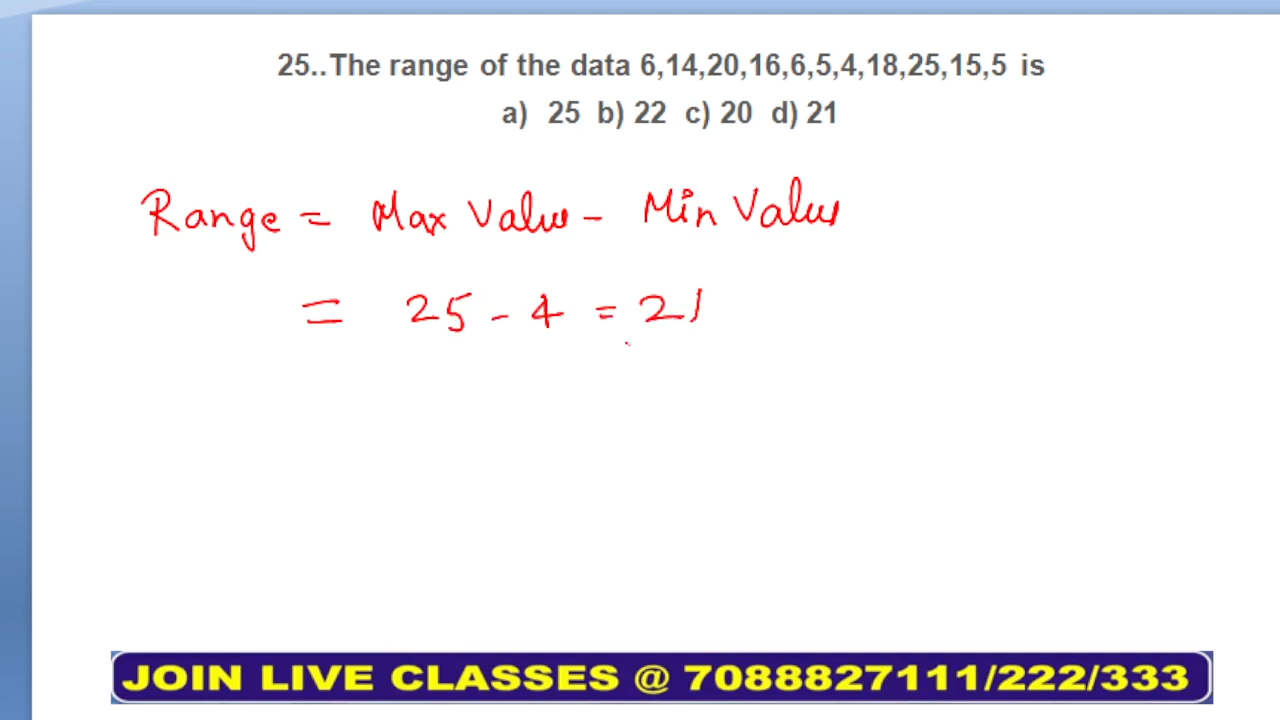 25..The range of the data 6,14,20,16,6,5,4,18,25,15,5 is
a) 25 b) 22 c) 20 d) 21
Range = Max Value - Min Value
= 25 - 4 = 21
JOIN LIVE CLASSES @ 7088827111/222/333